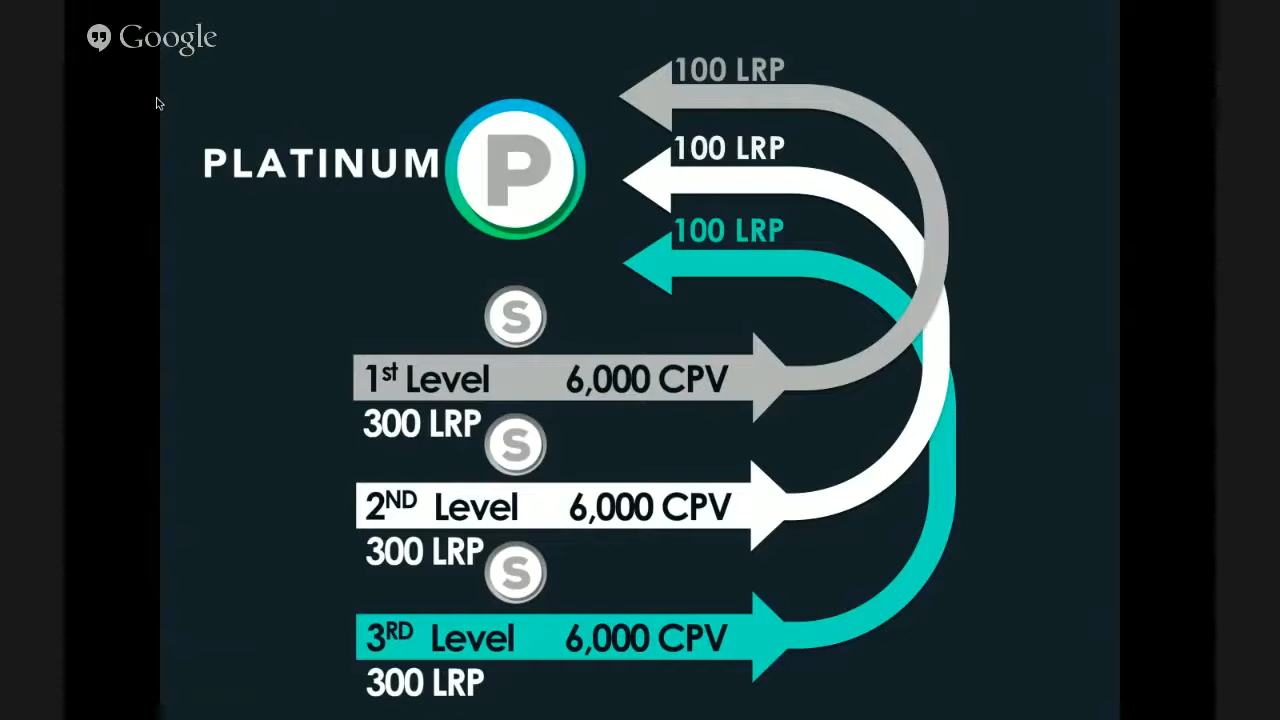 Google
100 LRP
100 LRP
PLATINUM P
100 LRP
S
1st Level 6,000 CPV
300 LRP
S
2ND Level 6,000 CPV
300 LRP
S
3RD Level 6,000 CPV
300 LRP